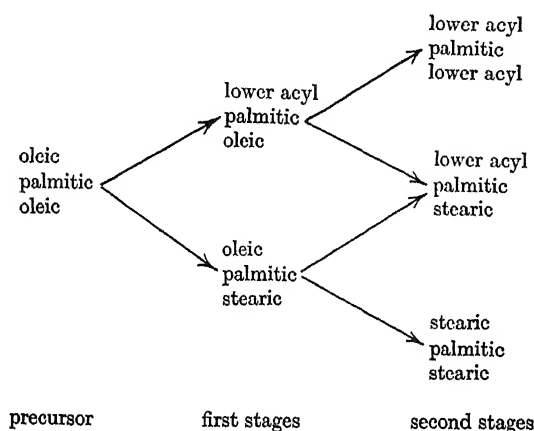 lower acyl
palmitic
lower acyl
lower acyl
palmitic
oleic
oleic
palmitic
oleic
lower acyl
palmitic
stearic
oleic
palmitic
stearic
stearic
palmitic
stearic
precursor
first stages
second stages